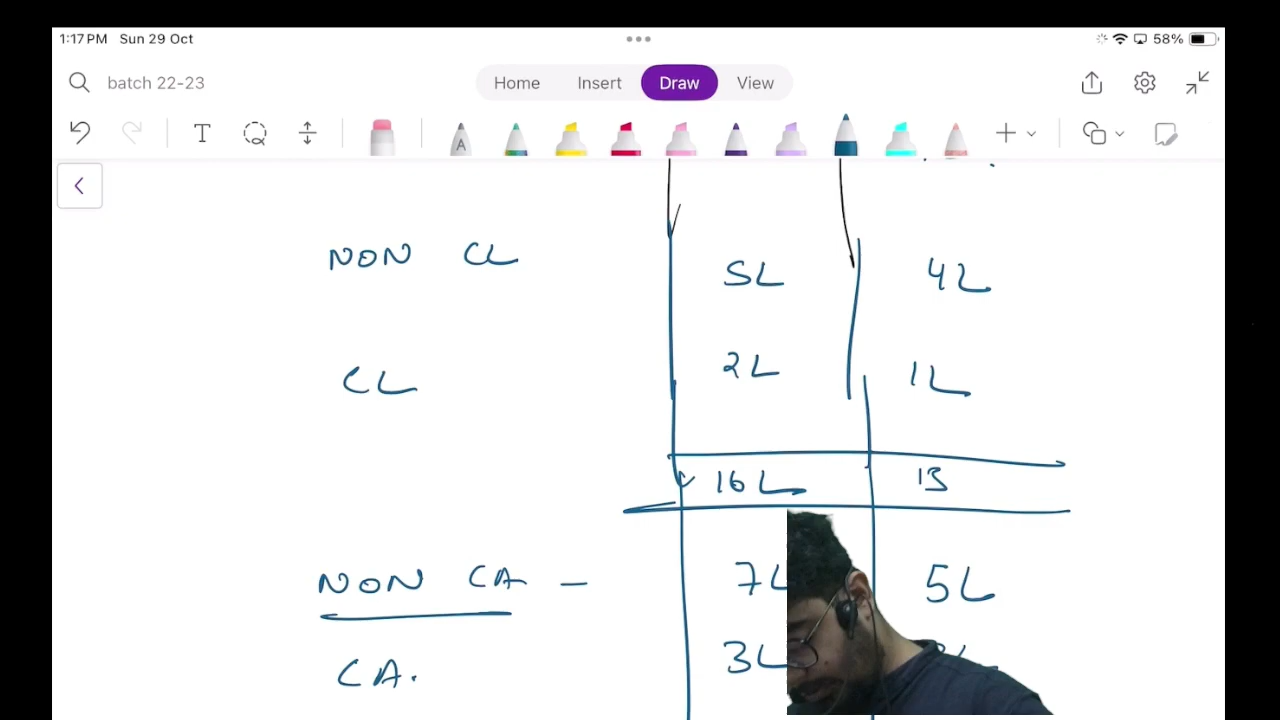 1:17 PM Sun 29 Oct
58%
batch 22-23
Home Insert Draw View
T
A
NON CL 5L 4L
CL 2L 1L
16L 13
NON CA - 7L 5L
CA. 3L